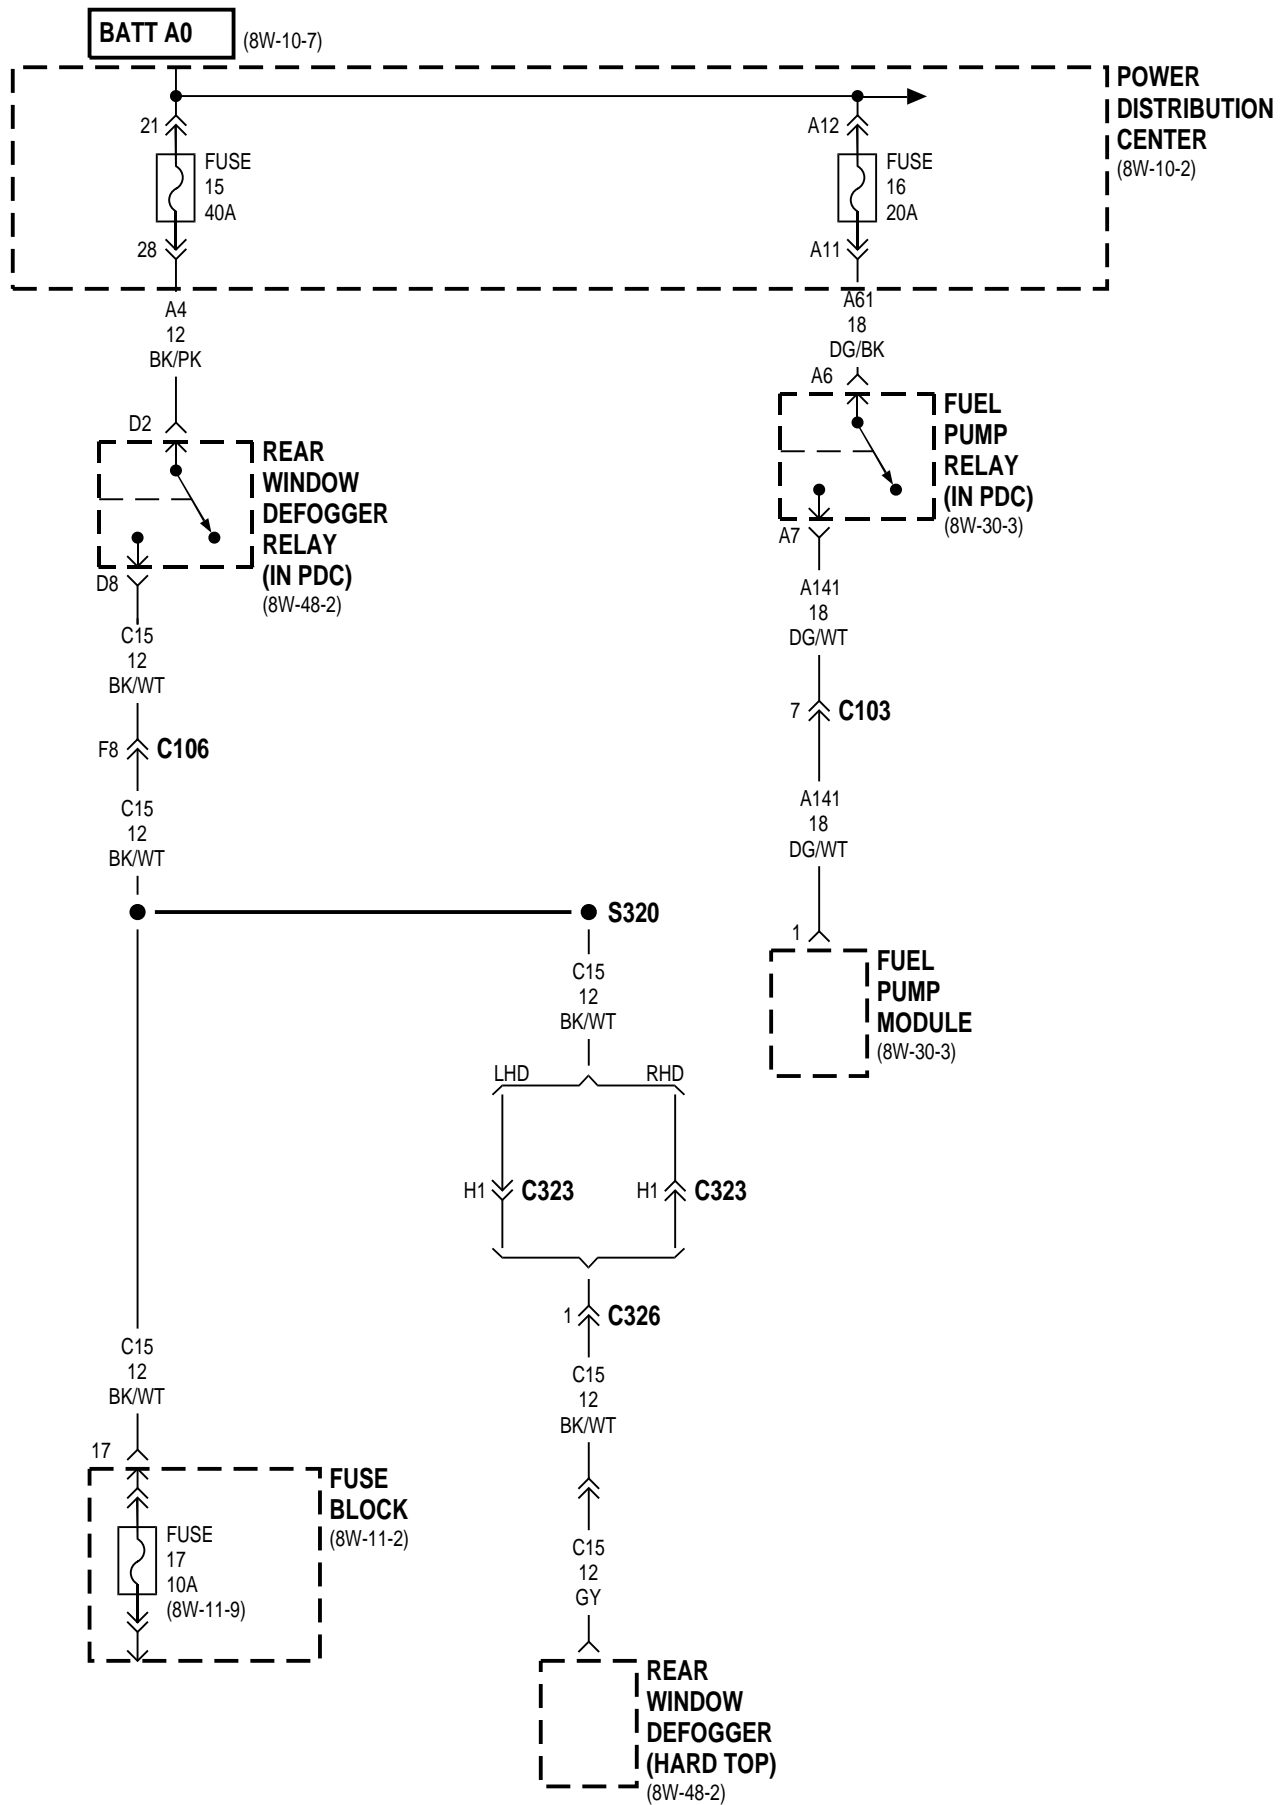 BATT A0
(8W-10-7)
POWER
DISTRIBUTION
CENTER
(8W-10-2)
21
FUSE
15
40A
28
A12
FUSE
16
20A
A11
A4
12
BK/PK
D2
REAR
WINDOW
DEFOGGER
RELAY
(IN PDC)
(8W-48-2)
D8
C15
12
BK/WT
F8
C106
C15
12
BK/WT
A61
18
DG/BK
A6
FUEL
PUMP
RELAY
(IN PDC)
(8W-30-3)
A7
A141
18
DG/WT
7
C103
A141
18
DG/WT
1
FUEL
PUMP
MODULE
(8W-30-3)
S320
C15
12
BK/WT
LHD
RHD
H1
C323
H1
C323
1
C326
C15
12
BK/WT
C15
12
GY
REAR
WINDOW
DEFOGGER
(HARD TOP)
(8W-48-2)
C15
12
BK/WT
17
FUSE
BLOCK
(8W-11-2)
FUSE
17
10A
(8W-11-9)